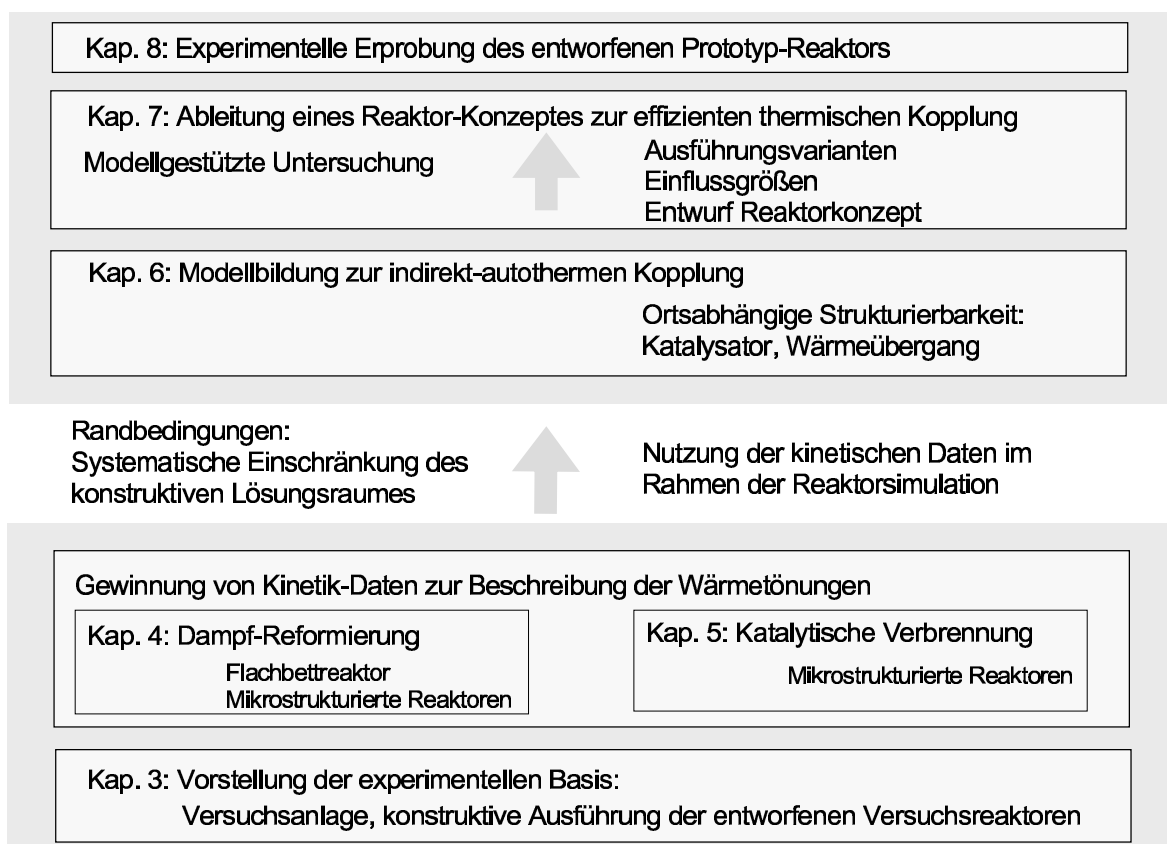 Kap. 8: Experimentelle Erprobung des entworfenen Prototyp-Reaktors
Kap. 7: Ableitung eines Reaktor-Konzeptes zur effizienten thermischen Kopplung
Modellgestützte Untersuchung
Ausführungsvarianten
Einflussgrößen
Entwurf Reaktorkonzept
Kap. 6: Modellbildung zur indirekt-autothermen Kopplung
Ortsabhängige Strukturierbarkeit:
Katalysator, Wärmeübergang
Randbedingungen:
Systematische Einschränkung des
konstruktiven Lösungsraumes
Nutzung der kinetischen Daten im
Rahmen der Reaktorsimulation
Gewinnung von Kinetik-Daten zur Beschreibung der Wärmetönungen
Kap. 4: Dampf-Reformierung
Flachbettreaktor
Mikrostrukturierte Reaktoren
Kap. 5: Katalytische Verbrennung
Mikrostrukturierte Reaktoren
Kap. 3: Vorstellung der experimentellen Basis:
Versuchsanlage, konstruktive Ausführung der entworfenen Versuchsreaktoren